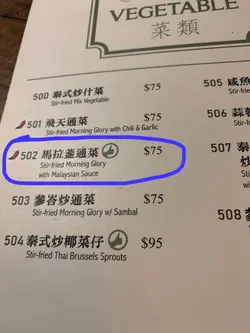 VEGETABLE
菜類
500 泰式炒什菜 $75
Stir-fried Mix Vegetable
501 飛天通菜 $75
Stir-fried Morning Glory with Chili & Garlic
502 馬拉盞通菜 $75
Stir-fried Morning Glory
with Malaysian Sauce
503 參峇炒通菜 $75
Stir-fried Morning Glory w/ Sambal
504 泰式炒椰菜仔 $95
Stir-fried Thai Brussels Sprouts
505 咸魚
506
507
508